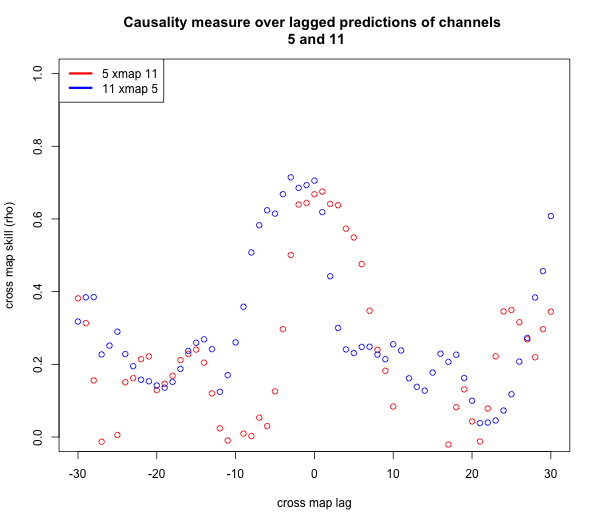 Causality measure over lagged predictions of channels
5 and 11
5 xmap 11
11 xmap 5
cross map skill (rho)
1.0
0.8
0.6
0.4
0.2
0.0
-30 -20 -10 0 10 20 30
cross map lag